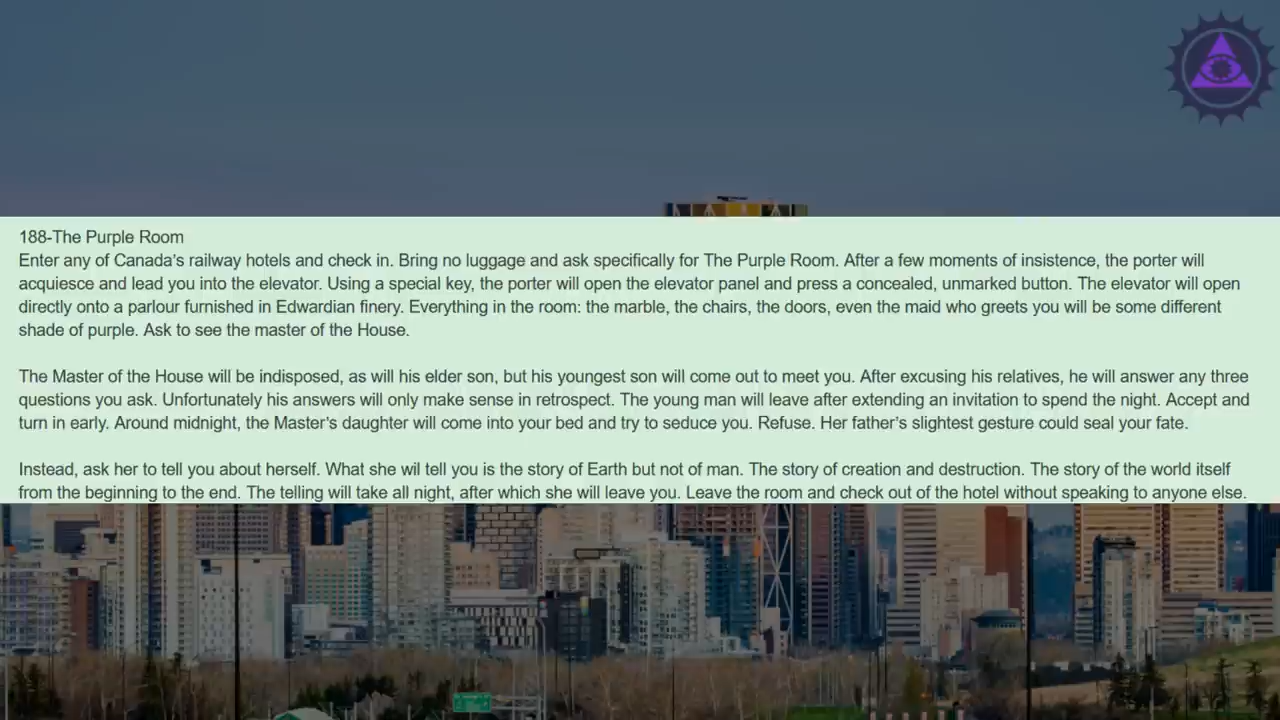 188-The Purple Room
Enter any of Canada's railway hotels and check in. Bring no luggage and ask specifically for The Purple Room. After a few moments of insistence, the porter will
acquiesce and lead you into the elevator. Using a special key, the porter will open the elevator panel and press a concealed, unmarked button. The elevator will open
directly onto a parlour furnished in Edwardian finery. Everything in the room: the marble, the chairs, the doors, even the maid who greets you will be some different
shade of purple. Ask to see the master of the House.

The Master of the House will be indisposed, as will his elder son, but his youngest son will come out to meet you. After excusing his relatives, he will answer any three
questions you ask. Unfortunately his answers will only make sense in retrospect. The young man will leave after extending an invitation to spend the night. Accept and
turn in early. Around midnight, the Master's daughter will come into your bed and try to seduce you. Refuse. Her father's slightest gesture could seal your fate.

Instead, ask her to tell you about herself. What she wil tell you is the story of Earth but not of man. The story of creation and destruction. The story of the world itself
from the beginning to the end. The telling will take all night, after which she will leave you. Leave the room and check out of the hotel without speaking to anyone else.